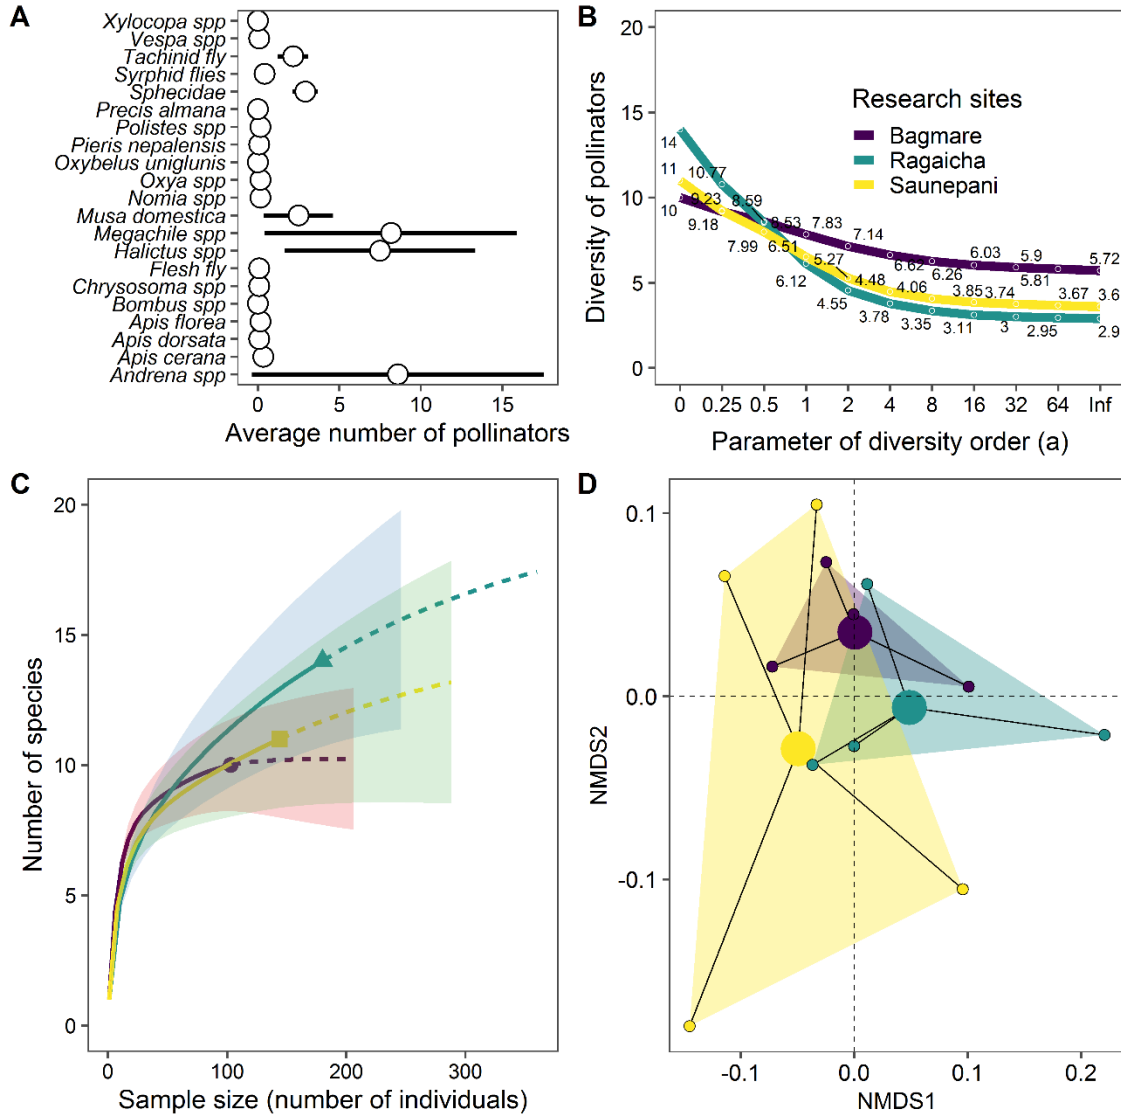 A
Xylocopa spp
Vespa spp
Tachinid fly
Syrphid flies
Sphecidae
Precis almana
Polistes spp
Pieris nepalensis
Oxybelus uniglunis
Oxya spp
Nomia spp
Musa domestica
Megachile spp
Halictus spp
Flesh fly
Chrysosoma spp
Bombus spp
Apis florea
Apis dorsata
Apis cerana
Andrena spp
0 5 10 15
Average number of pollinators
B
Diversity of pollinators
20
15
10
5
0
Research sites
Bagmare
Ragaicha
Saunepani
14 10.77 8.59 6.12 4.55 3.78 3.35 3.11 3 2.95 2.9
11 9.23 7.99 6.51 5.27 4.48 4.06 3.85 3.74 3.67 3.6
10 9.18 8.53 7.83 7.14 6.62 6.26 6.03 5.9 5.81 5.72
0 0.25 0.5 1 2 4 8 16 32 64 Inf
Parameter of diversity order (a)
C
Number of species
20
15
10
5
0
0 100 200 300
Sample size (number of individuals)
D
NMDS2
0.1
0.0
-0.1
-0.1 0.0 0.1 0.2
NMDS1